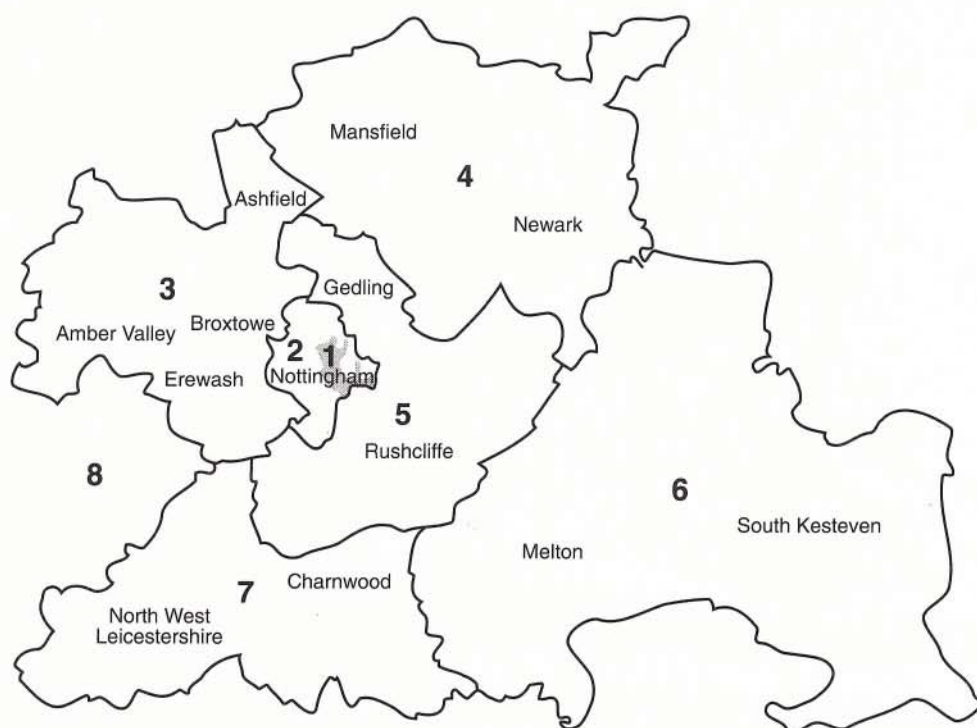 Mansfield
4
Ashfield
Newark
3
Gedling
Amber Valley
Broxtowe
2
1
Nottingham
Erewash
5
Rushcliffe
8
6
South Kesteven
Melton
7
Charnwood
North West
Leicestershire